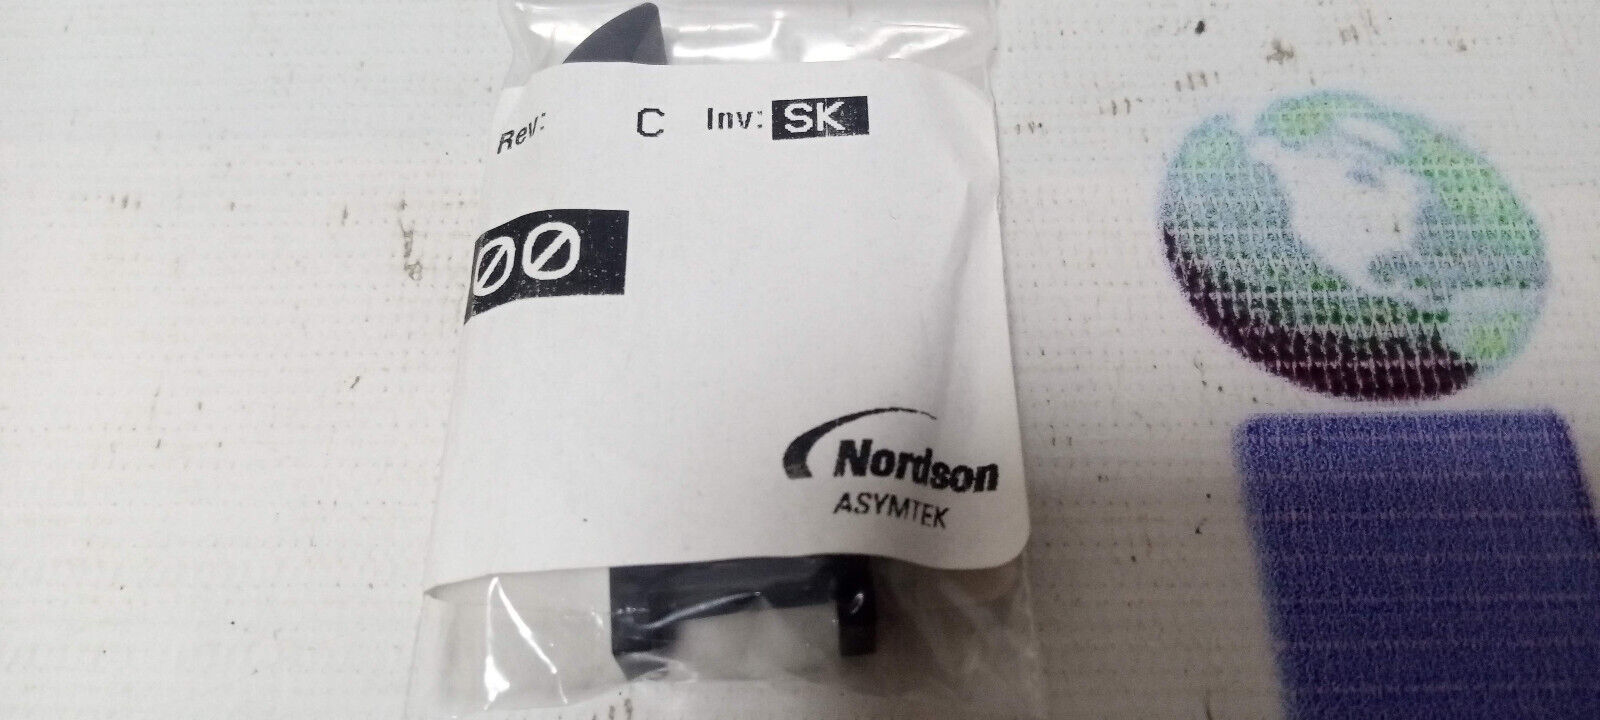 Rev: C Inv: SK
00
Nordson
ASYMTEK